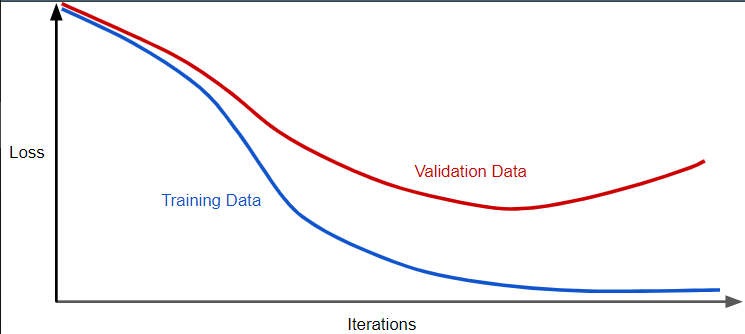 Loss
Validation Data
Training Data
Iterations